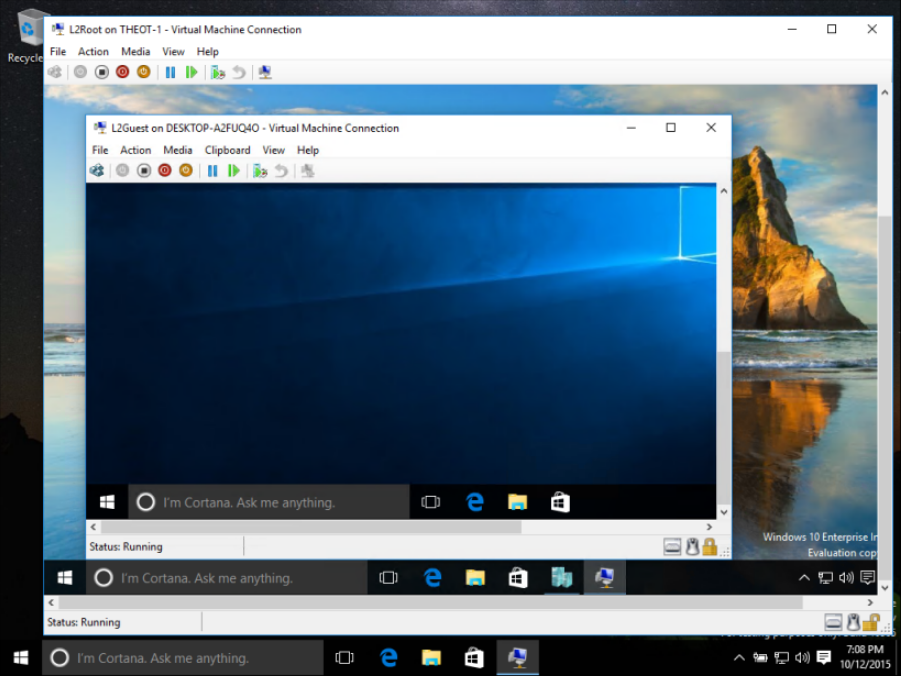 Recycle
L2Root on THEOT-1 - Virtual Machine Connection
File Action Media View Help
L2Guest on DESKTOP-A2FUQ4O - Virtual Machine Connection
File Action Media Clipboard View Help
I'm Cortana. Ask me anything.
Status: Running
Windows 10 Enterprise In
Evaluation cop
I'm Cortana. Ask me anything.
Status: Running
I'm Cortana. Ask me anything.
7:08 PM
10/12/2015